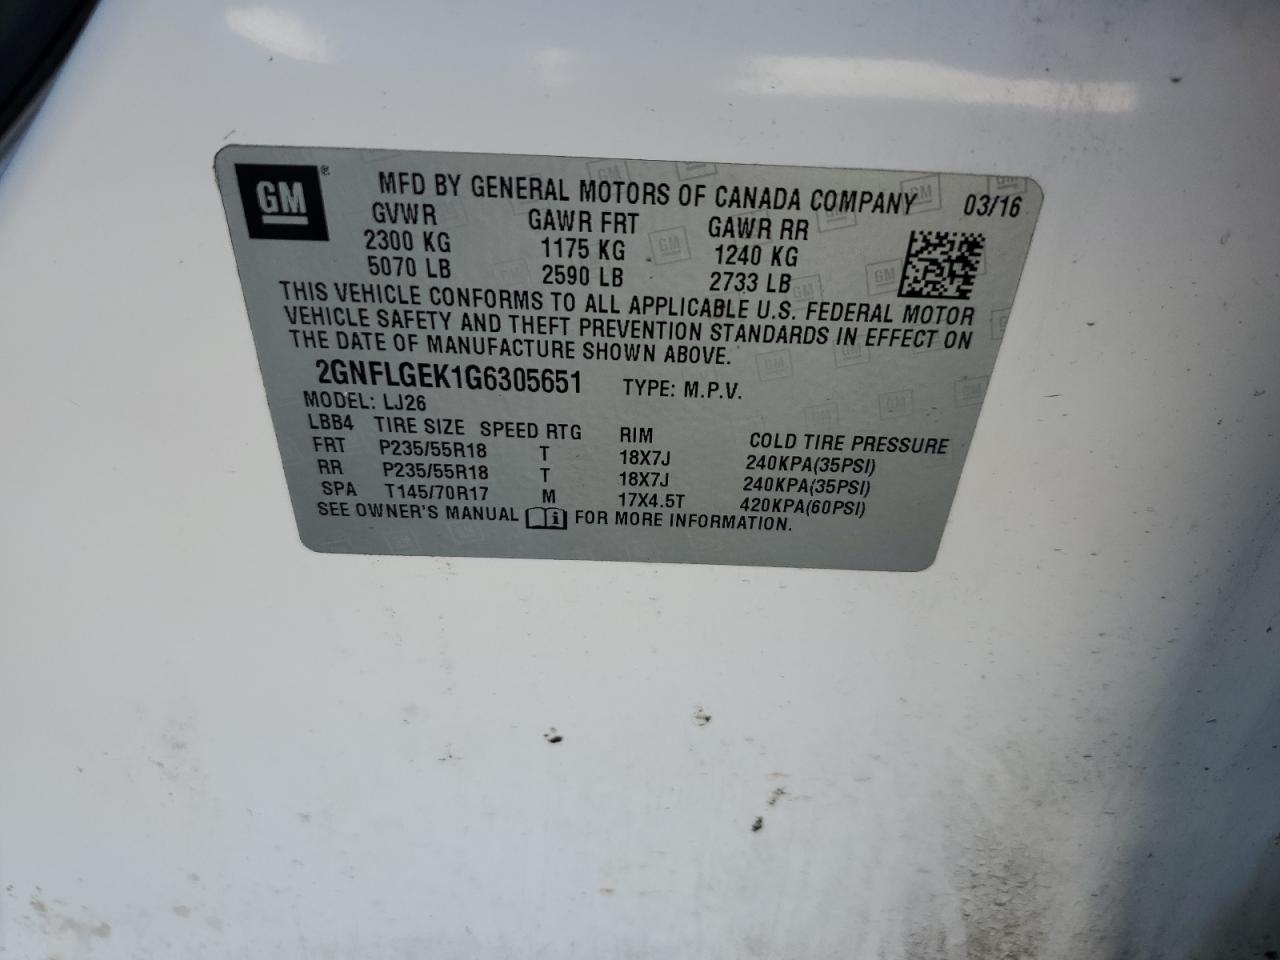 GM ® MFD BY GENERAL MOTORS OF CANADA COMPANY 03/16
GVWR GAWR FRT GAWR RR
2300 KG 1175 KG 1240 KG
5070 LB 2590 LB 2733 LB
THIS VEHICLE CONFORMS TO ALL APPLICABLE U.S. FEDERAL MOTOR
VEHICLE SAFETY AND THEFT PREVENTION STANDARDS IN EFFECT ON
THE DATE OF MANUFACTURE SHOWN ABOVE.
2GNFLGEK1G6305651 TYPE: M.P.V.
MODEL: LJ26
LBB4 TIRE SIZE SPEED RTG RIM COLD TIRE PRESSURE
FRT P235/55R18 T 18X7J 240KPA(35PSI)
RR P235/55R18 T 18X7J 240KPA(35PSI)
SPA T145/70R17 M 17X4.5T 420KPA(60PSI)
SEE OWNER'S MANUAL i FOR MORE INFORMATION.